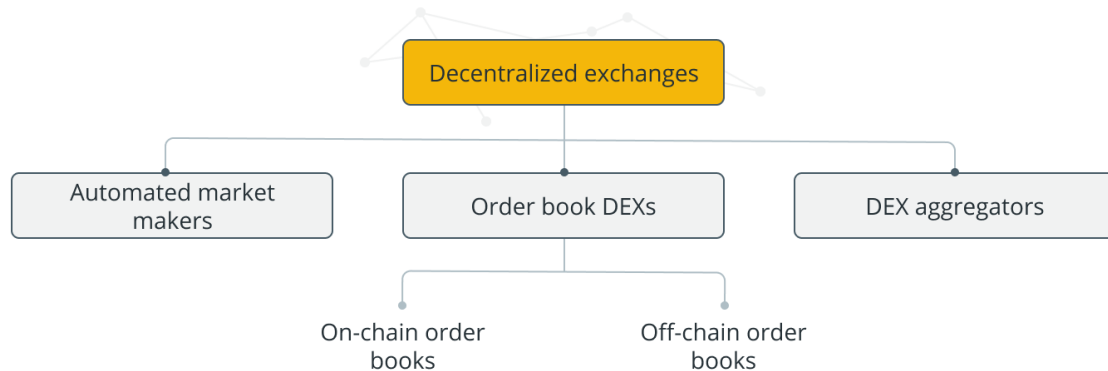 Decentralized exchanges
Automated market
makers
Order book DEXs
DEX aggregators
On-chain order
books
Off-chain order
books